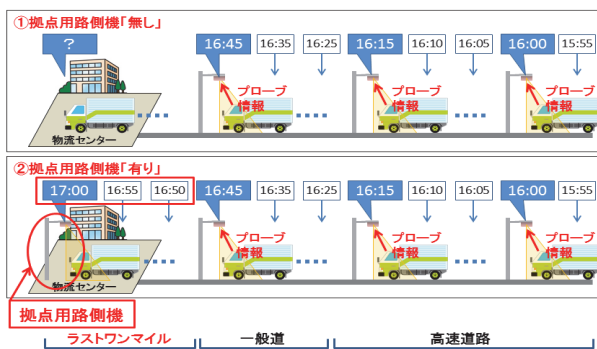 ①拠点用路側機「無し」
?
16:45
16:35
16:25
16:15
16:10
16:05
16:00
15:55
プローブ
情報
プローブ
情報
プローブ
情報
物流センター
②拠点用路側機「有り」
17:00
16:55
16:50
16:45
16:35
16:25
16:15
16:10
16:05
16:00
15:55
プローブ
情報
プローブ
情報
プローブ
情報
物流センター
拠点用路側機
ラストワンマイル
一般道
高速道路